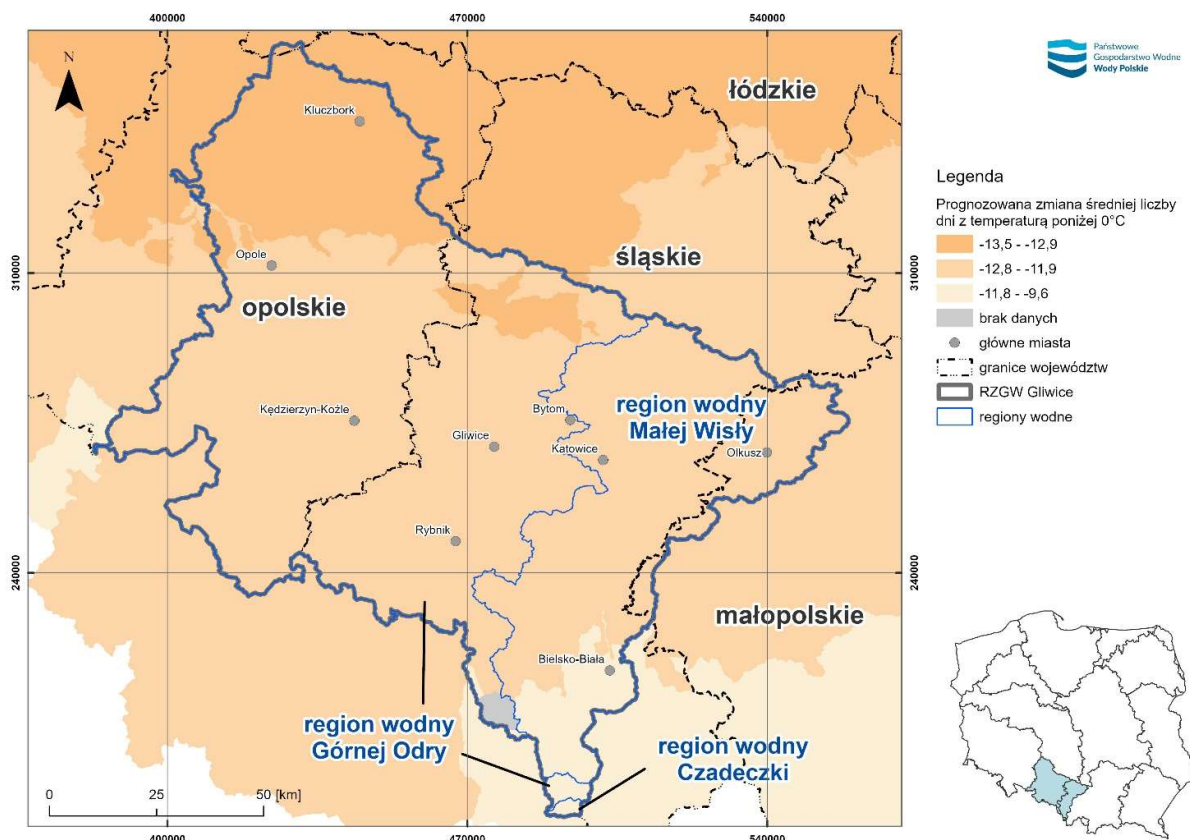 400000
470000
540000
N
Państwowe
Gospodarstwo Wodne
Wody Polskie
łódzkie
Kluczbork
Legenda
Prognozowana zmiana średniej liczby
dni z temperaturą poniżej 0°C
-13,5 - -12,9
-12,8 - -11,9
-11,8 - -9,6
brak danych
główne miasta
granice województw
RZGW Gliwice
regiony wodne
310000
Opole
śląskie
310000
opolskie
Kędzierzyn-Koźle
Bytom
region wodny
Małej Wisły
Gliwice
Katowice
Olkusz
Rybnik
240000
240000
małopolskie
Bielsko-Biała
region wodny
Górnej Odry
region wodny
Czadeczki
0
25
50 [km]
400000
470000
540000